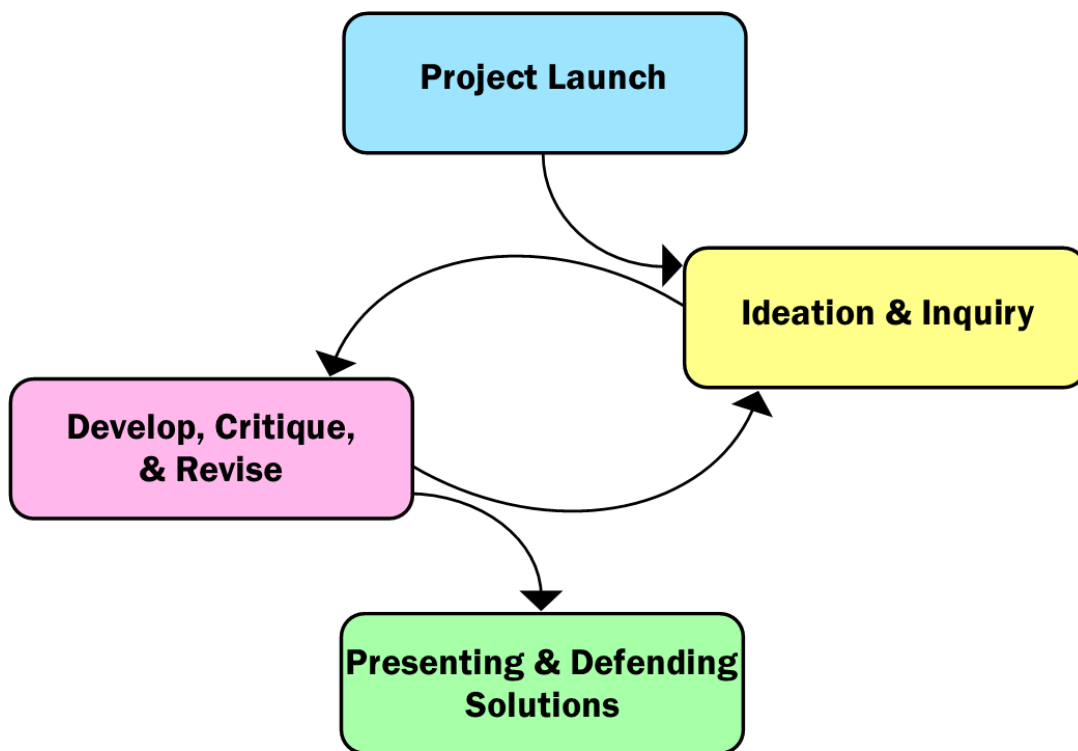 Project Launch
Ideation & Inquiry
Develop, Critique,
& Revise
Presenting & Defending
Solutions